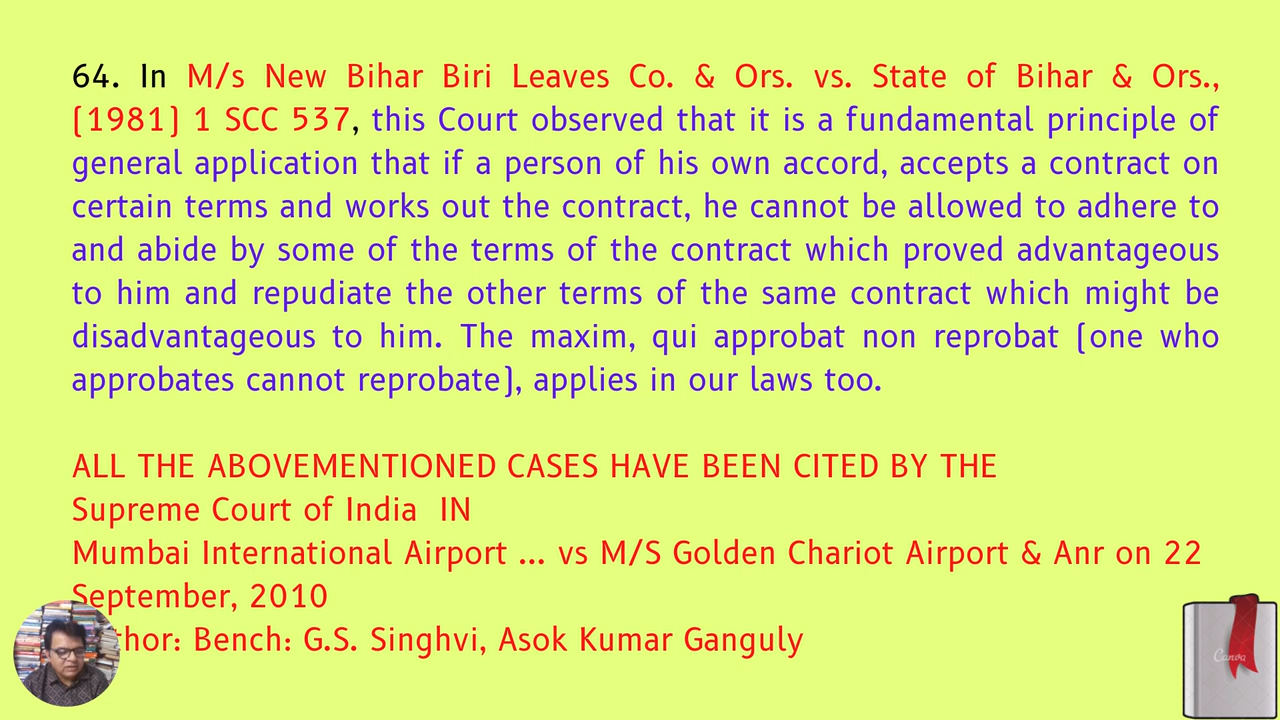 64. In M/s New Bihar Biri Leaves Co. & Ors. vs. State of Bihar & Ors.,
(1981) 1 SCC 537, this Court observed that it is a fundamental principle of
general application that if a person of his own accord, accepts a contract on
certain terms and works out the contract, he cannot be allowed to adhere to
and abide by some of the terms of the contract which proved advantageous
to him and repudiate the other terms of the same contract which might be
disadvantageous to him. The maxim, qui approbat non reprobat (one who
approbates cannot reprobate), applies in our laws too.
ALL THE ABOVEMENTIONED CASES HAVE BEEN CITED BY THE
Supreme Court of India IN
Mumbai International Airport ... vs M/S Golden Chariot Airport & Anr on 22
September, 2010
thor: Bench: G.S. Singhvi, Asok Kumar Ganguly
Canva